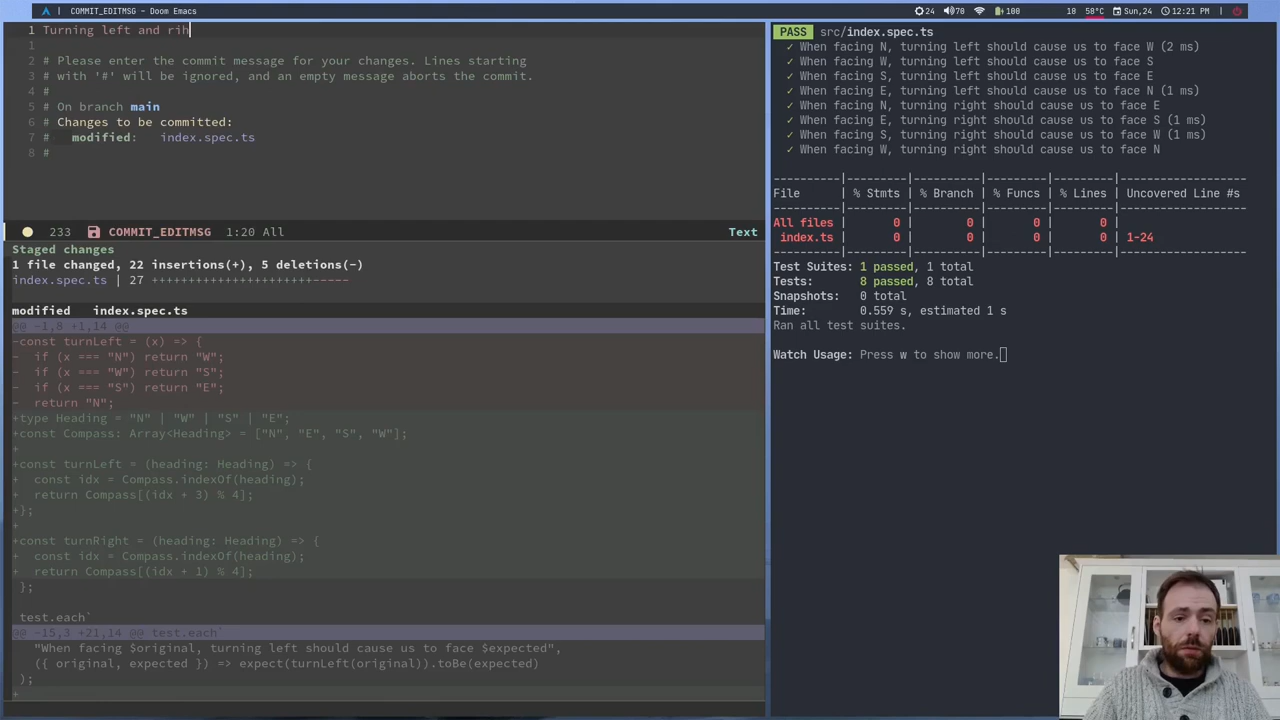 COMMIT_EDITMSG - Doom Emacs
24 70 100 18 58°C Sun,24 12:21 PM
1 Turning left and rih
2 # Please enter the commit message for your changes. Lines starting
3 # with '#' will be ignored, and an empty message aborts the commit.
4 #
5 # On branch main
6 # Changes to be committed:
7 # modified: index.spec.ts
8 #
233 COMMIT_EDITMSG 1:20 All Text
Staged changes
1 file changed, 22 insertions(+), 5 deletions(-)
index.spec.ts | 27 ++++++++++++++++++++++-----
modified index.spec.ts
@@ -1,8 +1,14 @@
-const turnLeft = (x) => {
- if (x === "N") return "W";
- if (x === "W") return "S";
- if (x === "S") return "E";
- return "N";
+type Heading = "N" | "W" | "S" | "E";
+const Compass: Array<Heading> = ["N", "E", "S", "W"];
+
+const turnLeft = (heading: Heading) => {
+ const idx = Compass.indexOf(heading);
+ return Compass[(idx + 3) % 4];
+};
+
+const turnRight = (heading: Heading) => {
+ const idx = Compass.indexOf(heading);
+ return Compass[(idx + 1) % 4];
};
test.each`
@@ -15,3 +21,14 @@ test.each`
"When facing $original, turning left should cause us to face $expected",
({ original, expected }) => expect(turnLeft(original)).toBe(expected)
);
+
PASS src/index.spec.ts
✓ When facing N, turning left should cause us to face W (2 ms)
✓ When facing W, turning left should cause us to face S
✓ When facing S, turning left should cause us to face E
✓ When facing E, turning left should cause us to face N (1 ms)
✓ When facing N, turning right should cause us to face E
✓ When facing E, turning right should cause us to face S (1 ms)
✓ When facing S, turning right should cause us to face W (1 ms)
✓ When facing W, turning right should cause us to face N
----------|---------|----------|---------|---------|-------------------
File | % Stmts | % Branch | % Funcs | % Lines | Uncovered Line #s
----------|---------|----------|---------|---------|-------------------
All files | 0 | 0 | 0 | 0 |
index.ts | 0 | 0 | 0 | 0 | 1-24
----------|---------|----------|---------|---------|-------------------
Test Suites: 1 passed, 1 total
Tests: 8 passed, 8 total
Snapshots: 0 total
Time: 0.559 s, estimated 1 s
Ran all test suites.
Watch Usage: Press w to show more.